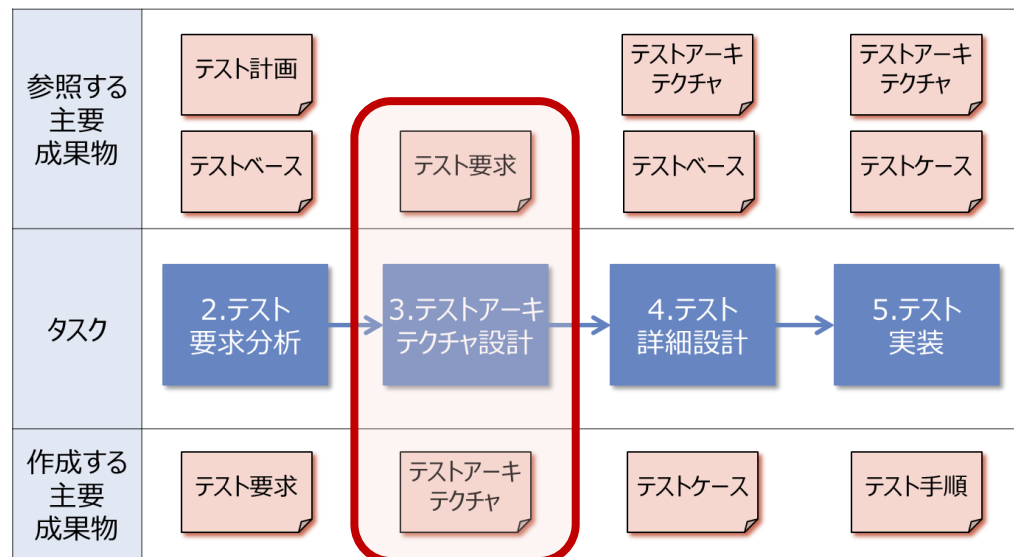 参照する
主要
成果物
テスト計画
テストベース
テスト要求
テストアーキ
テクチャ
テストベース
テストアーキ
テクチャ
テストケース
タスク
2.テスト
要求分析
3.テストアーキ
テクチャ設計
4.テスト
詳細設計
5.テスト
実装
作成する
主要
成果物
テスト要求
テストアーキ
テクチャ
テストケース
テスト手順